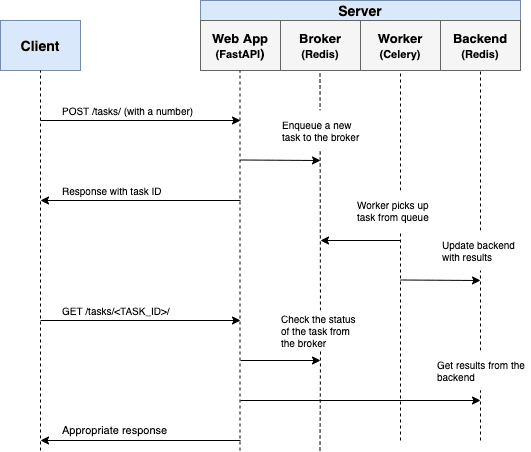 Server
Client
Web App
(FastAPI)
Broker
(Redis)
Worker
(Celery)
Backend
(Redis)
POST /tasks/ (with a number)
Enqueue a new
task to the broker
Response with task ID
Worker picks up
task from queue
Update backend
with results
GET /tasks/<TASK_ID>/
Check the status
of the task from
the broker
Get results from the
backend
Appropriate response